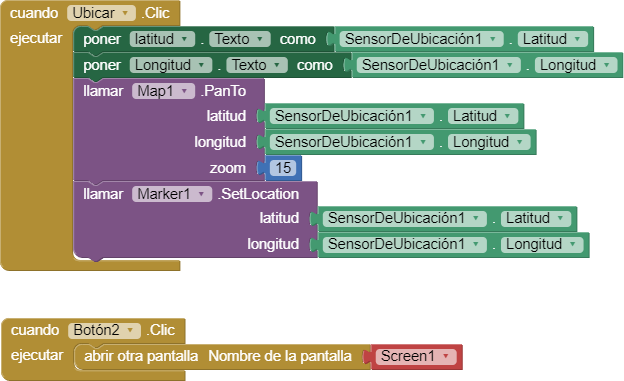 cuando Ubicar .Clic
ejecutar poner latitud . Texto como SensorDeUbicación1 . Latitud
poner Longitud . Texto como SensorDeUbicación1 . Longitud
llamar Map1 .PanTo
latitud SensorDeUbicación1 . Latitud
longitud SensorDeUbicación1 . Longitud
zoom 15
llamar Marker1 .SetLocation
latitud SensorDeUbicación1 . Latitud
longitud SensorDeUbicación1 . Longitud
cuando Botón2 .Clic
ejecutar abrir otra pantalla Nombre de la pantalla Screen1